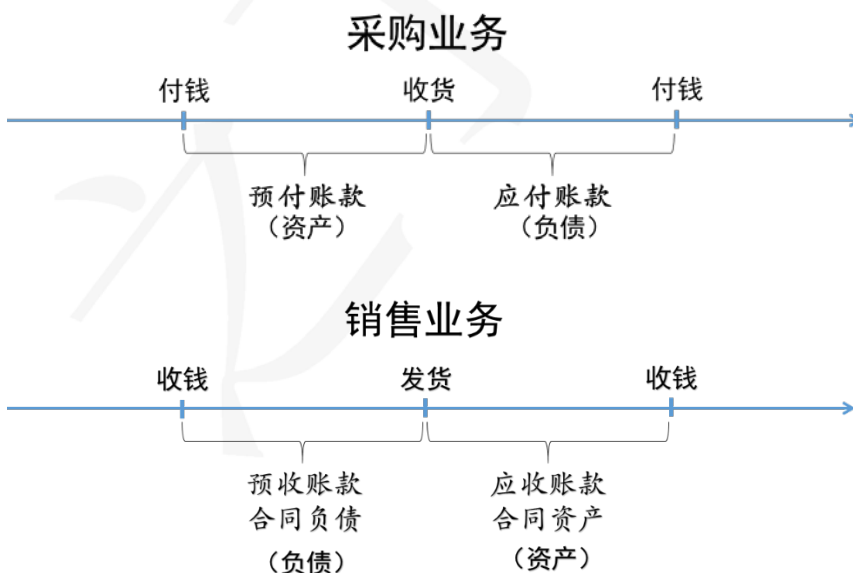 采购业务
付钱 收货 付钱
预付账款 应付账款
（资产） （负债）
销售业务
收钱 发货 收钱
预收账款 应收账款
合同负债 合同资产
（负债） （资产）